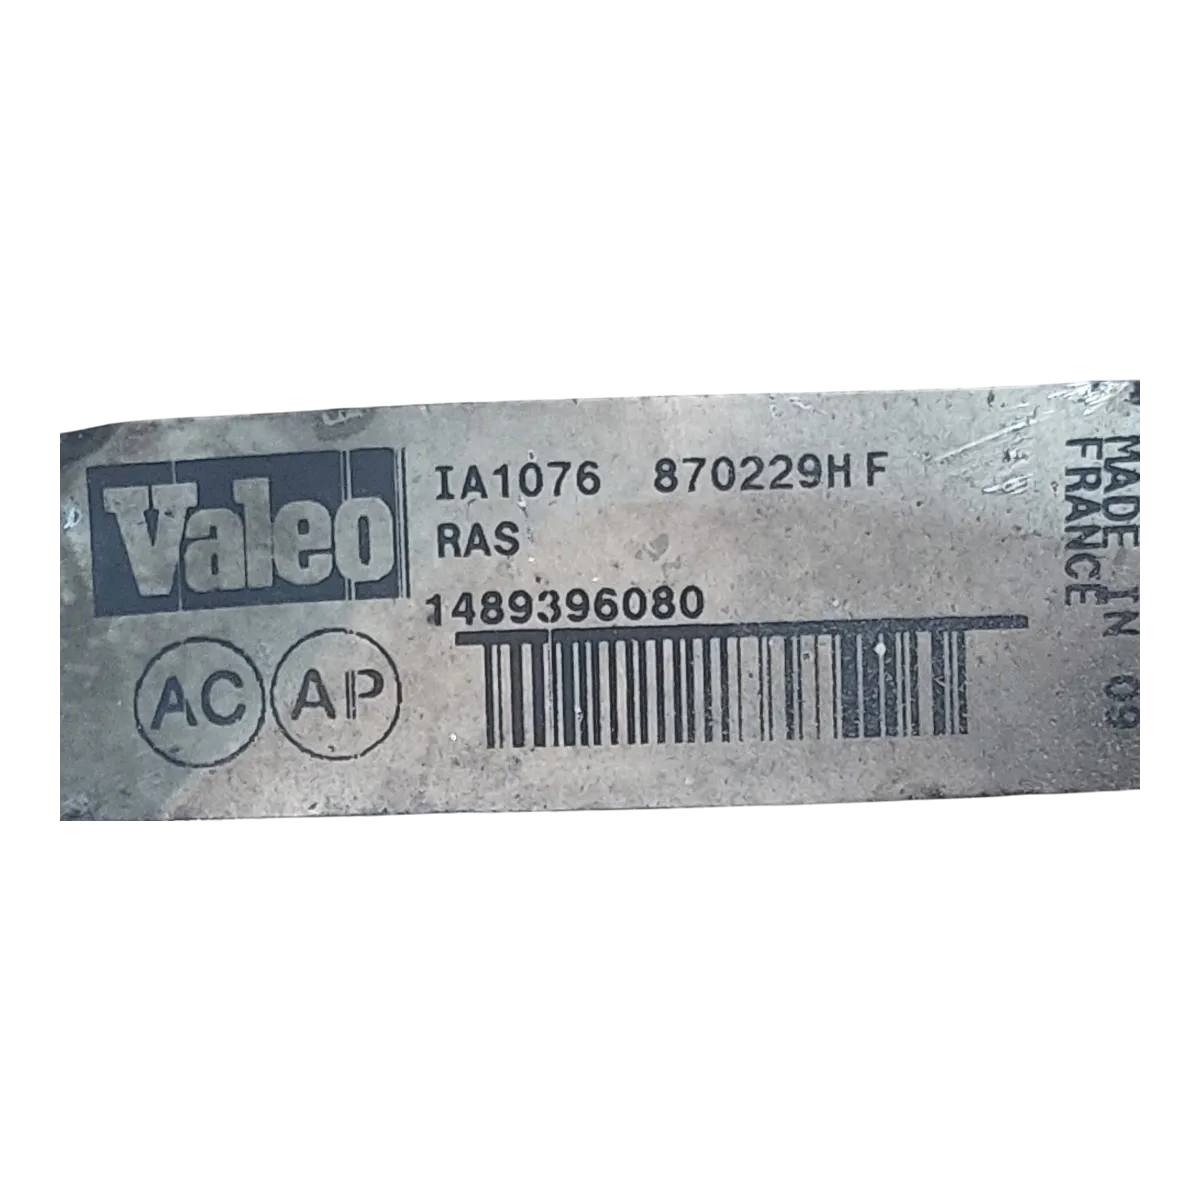 Valeo
IA1076 870229H F
RAS
1489396080
AC AP
MADE IN
FRANCE
09